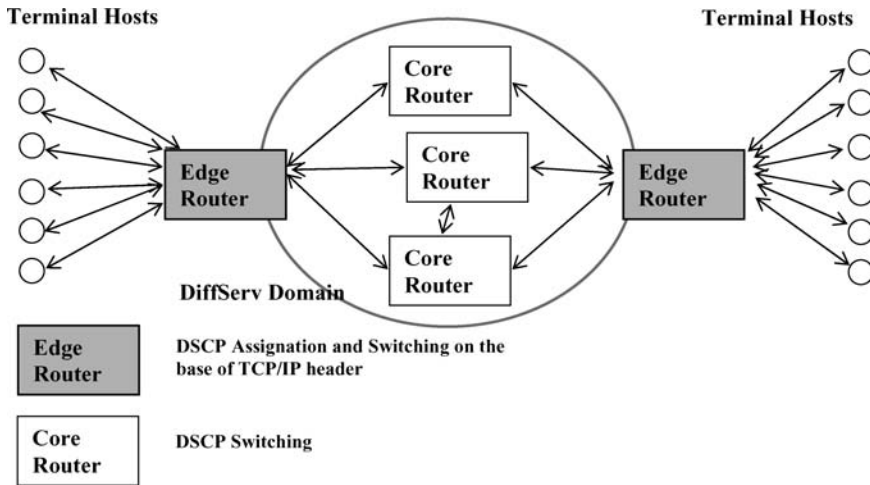 Terminal Hosts
Terminal Hosts
Core
Router
Core
Router
Edge
Router
Edge
Router
Core
Router
DiffServ Domain
Edge
Router
DSCP Assignation and Switching on the
base of TCP/IP header
Core
Router
DSCP Switching